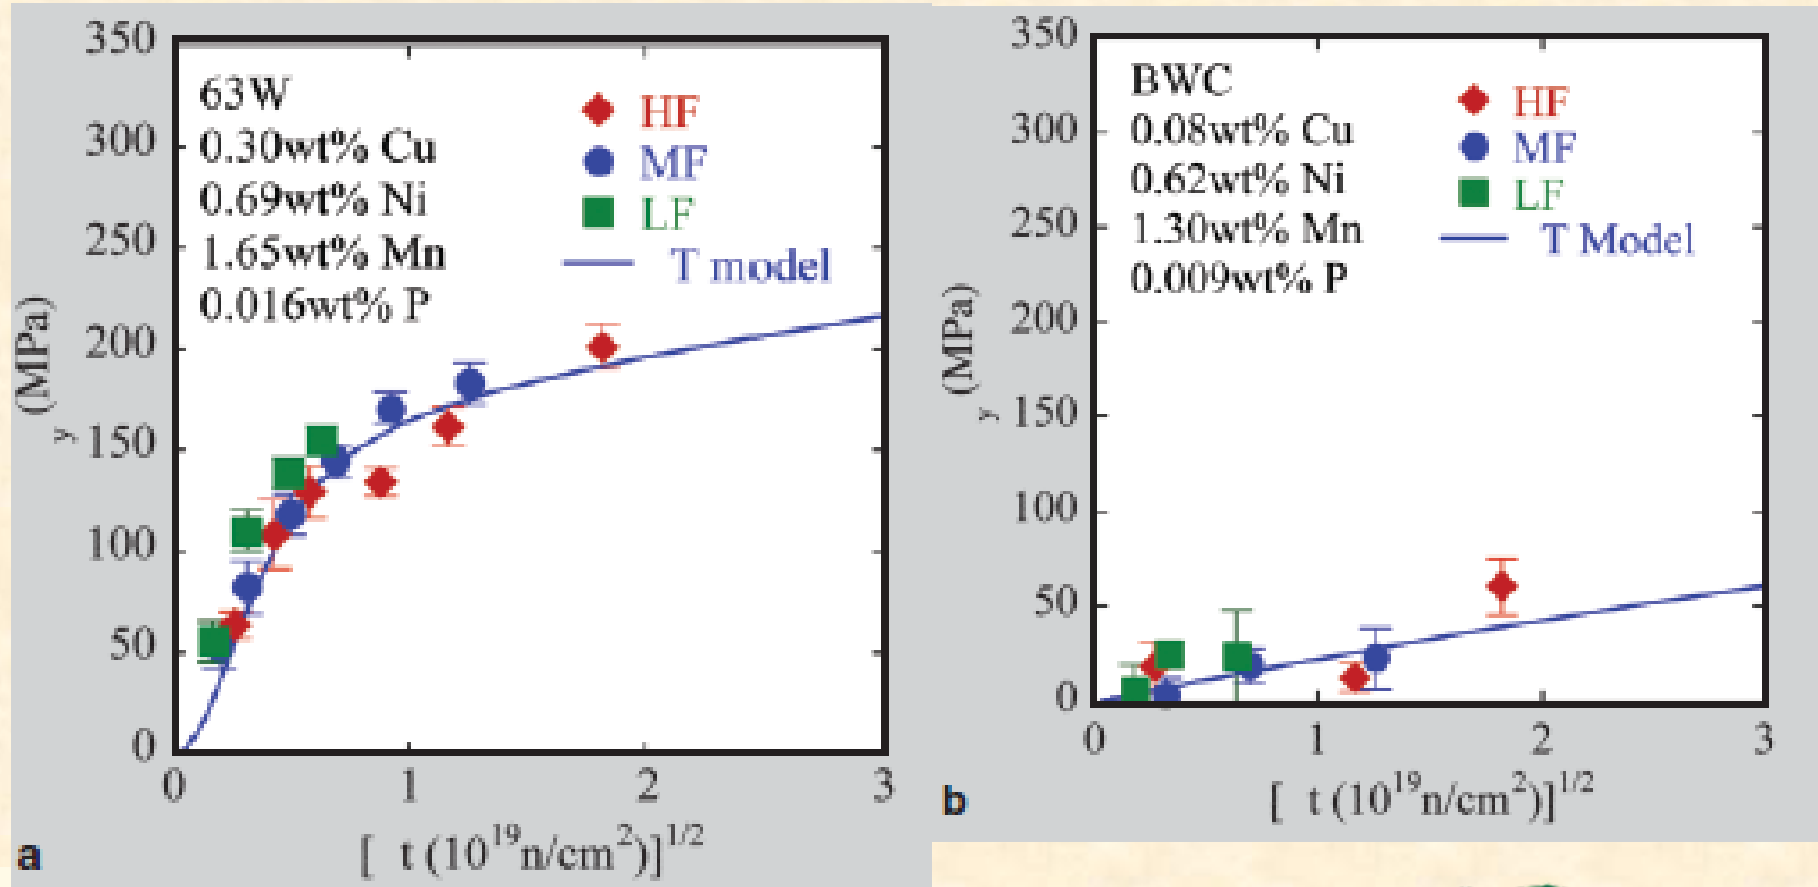 350
300
250
200
150
100
50
0
y (MPa)
63W
0.30wt% Cu
0.69wt% Ni
1.65wt% Mn
0.016wt% P
HF
MF
LF
T model
0 1 2 3
[ t (10¹⁹n/cm²)]¹/²
a
350
300
250
200
150
100
50
0
y (MPa)
BWC
0.08wt% Cu
0.62wt% Ni
1.30wt% Mn
0.009wt% P
HF
MF
LF
T Model
0 1 2 3
[ t (10¹⁹n/cm²)]¹/²
b